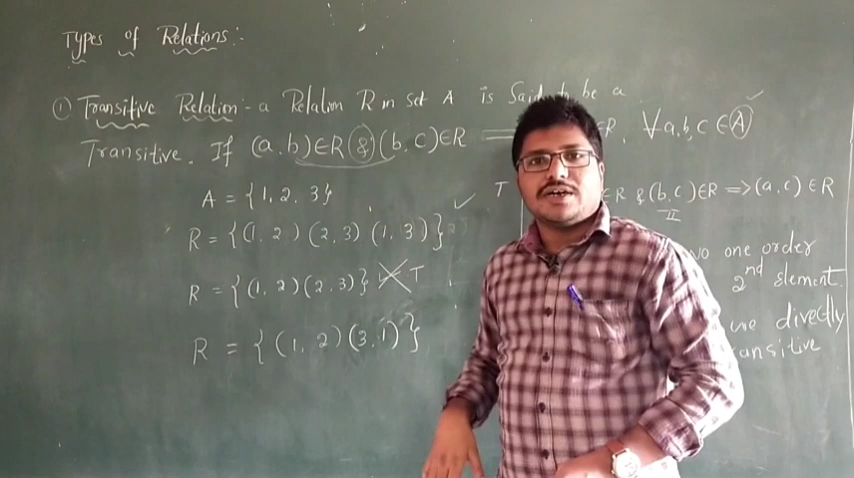 Types of Relations:-
① Transitive Relation:- a Relation R in set A is Said to be a
Transitive. If (a,b)∈R & (b,c)∈R ∈R, ∀a,b,c ∈A
A = {1, 2, 3}
T ∈R & (b,c)∈R => (a,c)∈R
II
R = {(1, 2) (2, 3) (1, 3)}
one order
2nd element.
R = {(1, 2) (2, 3)} T
directly
R = {(1, 2) (3, 1)}